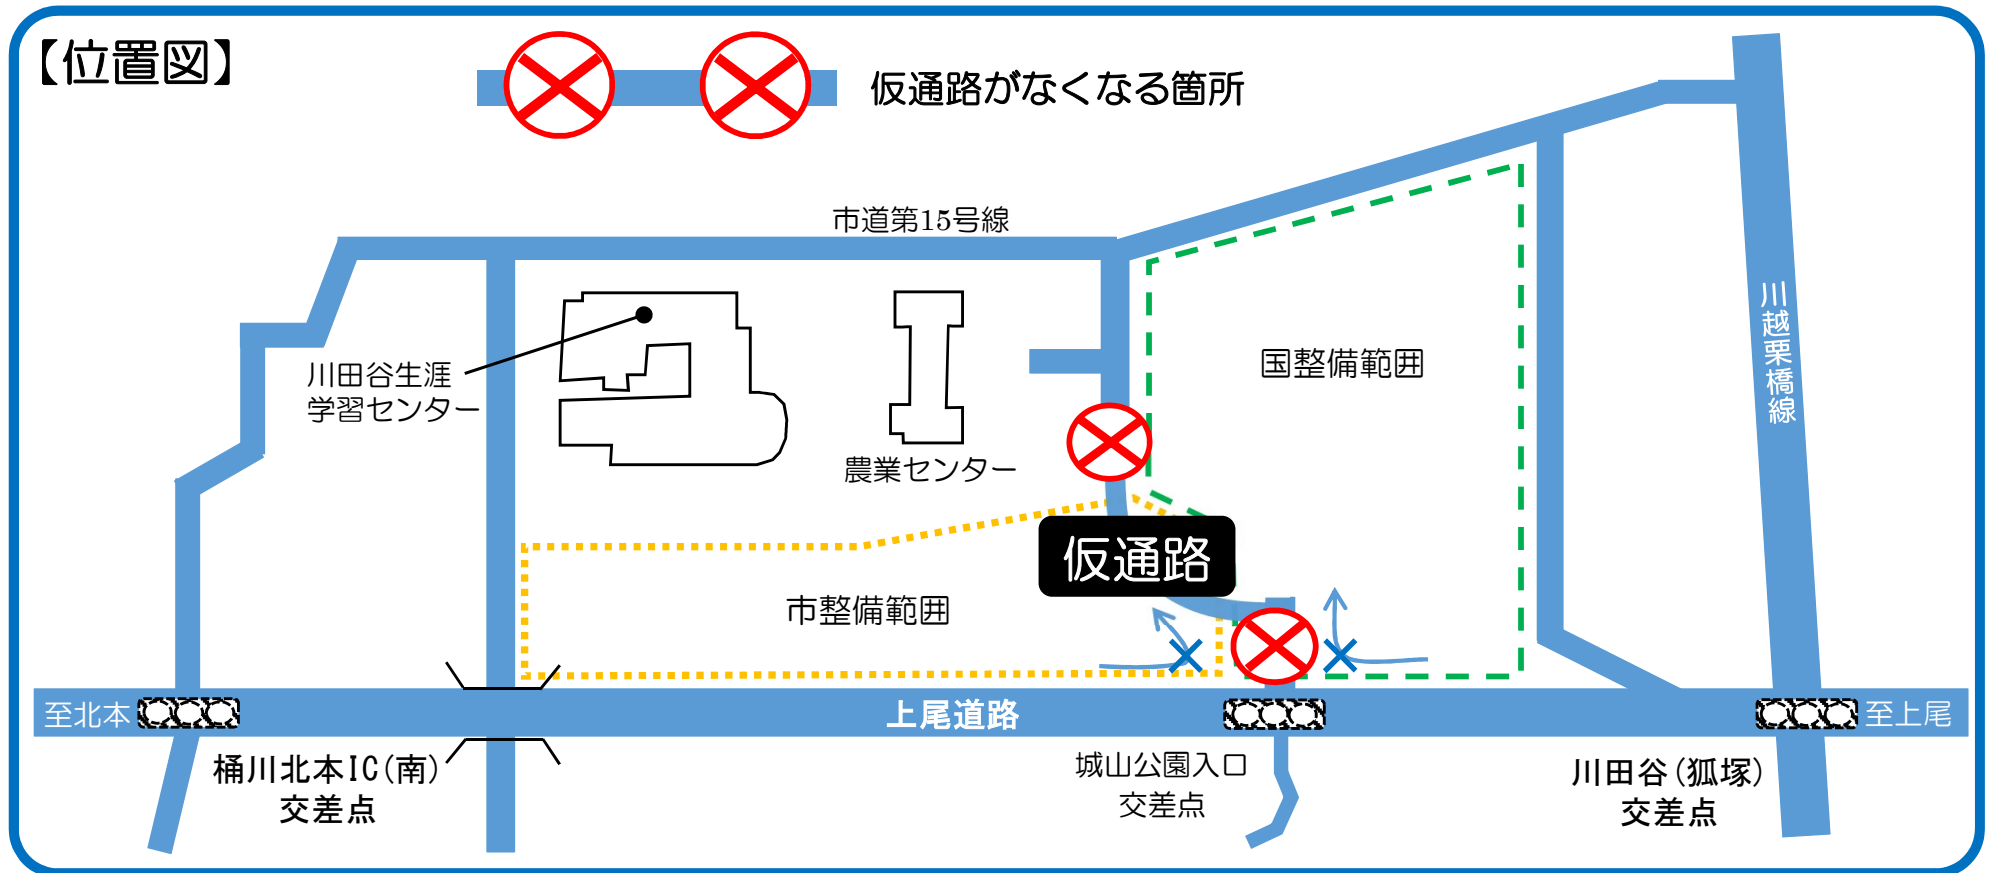 【位置図】
仮通路がなくなる箇所
市道第15号線
川越栗橋線
川田谷生涯
学習センター
農業センター
国整備範囲
仮通路
市整備範囲
至北本
上尾道路
至上尾
桶川北本IC(南)
交差点
城山公園入口
交差点
川田谷(狐塚)
交差点